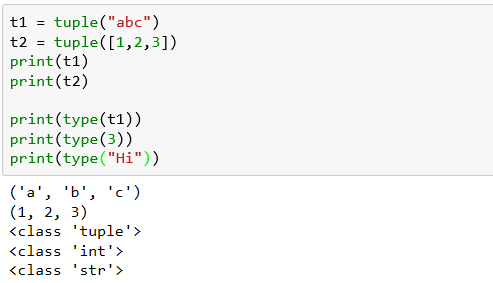 t1 = tuple("abc")
t2 = tuple([1,2,3])
print(t1)
print(t2)
print(type(t1))
print(type(3))
print(type("Hi"))
('a', 'b', 'c')
(1, 2, 3)
<class 'tuple'>
<class 'int'>
<class 'str'>